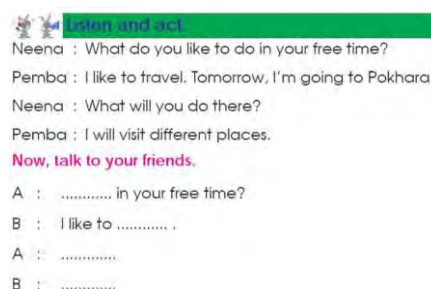 Listen and act.
Neena : What do you like to do in your free time?
Pemba : I like to travel. Tomorrow, I'm going to Pokhara
Neena : What will you do there?
Pemba : I will visit different places.
Now, talk to your friends.
A : ............ in your free time?
B : I like to ............ .
A : .............
B : .............